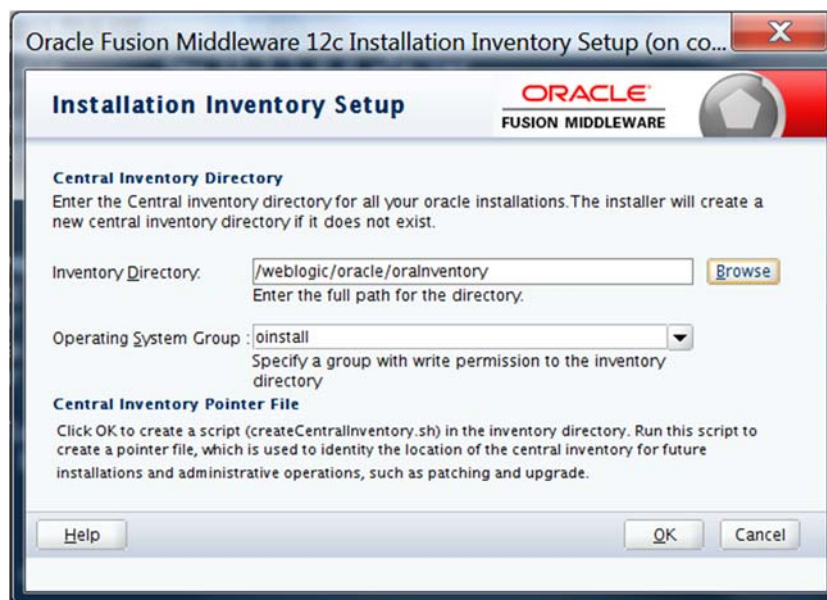 Oracle Fusion Middleware 12c Installation Inventory Setup (on co...
Installation Inventory Setup
ORACLE
FUSION MIDDLEWARE
Central Inventory Directory
Enter the Central inventory directory for all your oracle installations.The installer will create a
new central inventory directory if it does not exist.
Inventory Directory: /weblogic/oracle/oraInventory Browse
Enter the full path for the directory.
Operating System Group : oinstall
Specify a group with write permission to the inventory
directory
Central Inventory Pointer File
Click OK to create a script (createCentralInventory.sh) in the inventory directory. Run this script to
create a pointer file, which is used to identity the location of the central inventory for future
installations and administrative operations, such as patching and upgrade.
Help OK Cancel